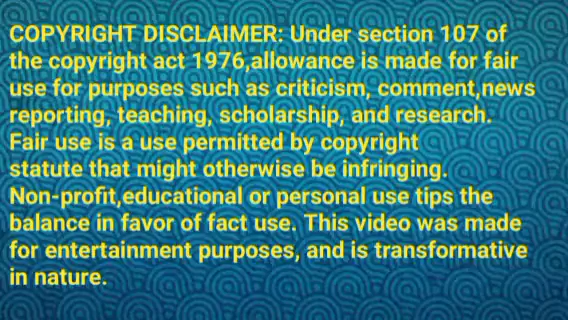 COPYRIGHT DISCLAIMER: Under section 107 of
the copyright act 1976,allowance is made for fair
use for purposes such as criticism, comment,news
reporting, teaching, scholarship, and research.
Fair use is a use permitted by copyright
statute that might otherwise be infringing.
Non-profit,educational or personal use tips the
balance in favor of fact use. This video was made
for entertainment purposes, and is transformative
in nature.